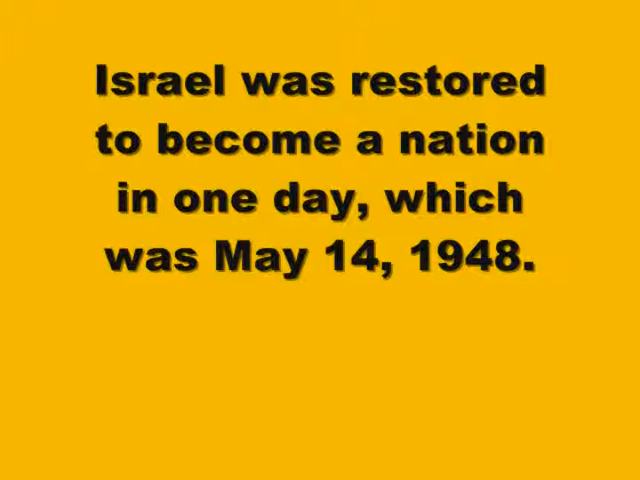 Israel was restored
to become a nation
in one day, which
was May 14, 1948.